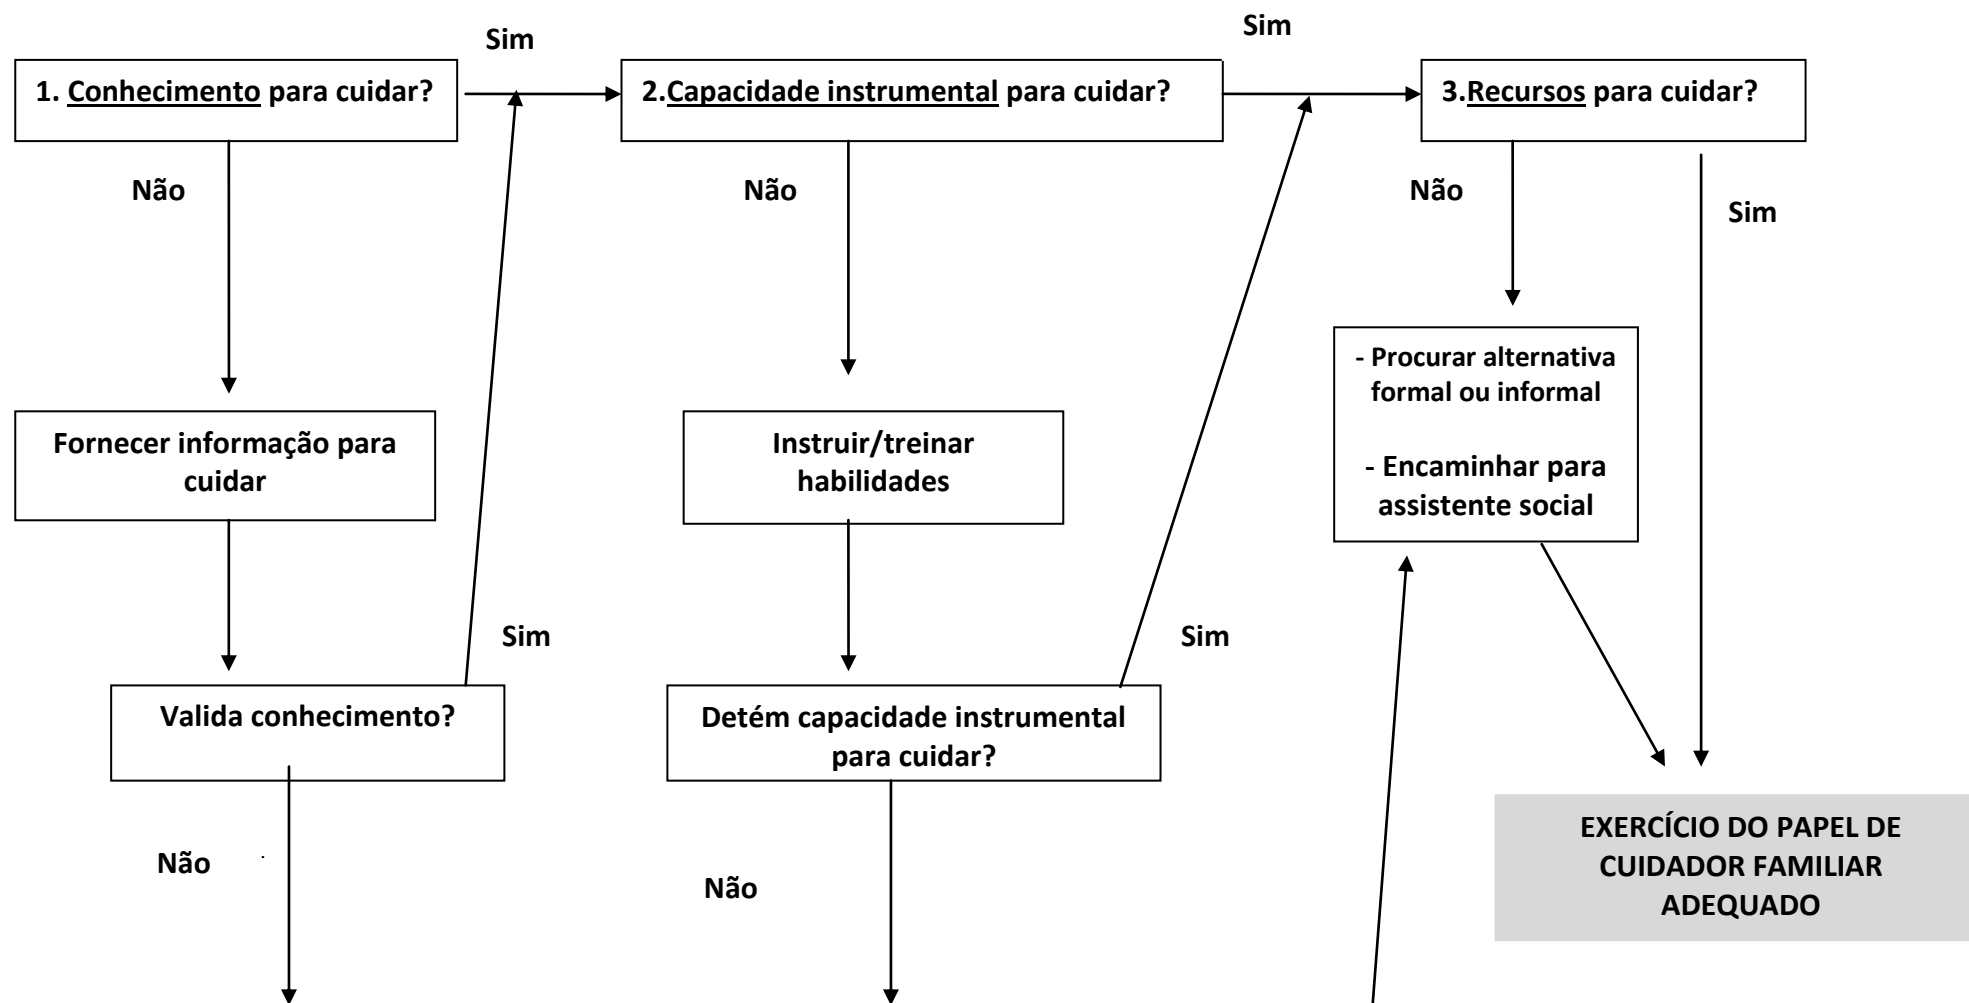 Sim
Sim
1. Conhecimento para cuidar?
2.Capacidade instrumental para cuidar?
3.Recursos para cuidar?
Não
Não
Não
Sim
- Procurar alternativa
formal ou informal
- Encaminhar para
assistente social
Fornecer informação para
cuidar
Instruir/treinar
habilidades
Sim
Sim
Valida conhecimento?
Detém capacidade instrumental
para cuidar?
Não
Não
EXERCÍCIO DO PAPEL DE
CUIDADOR FAMILIAR
ADEQUADO